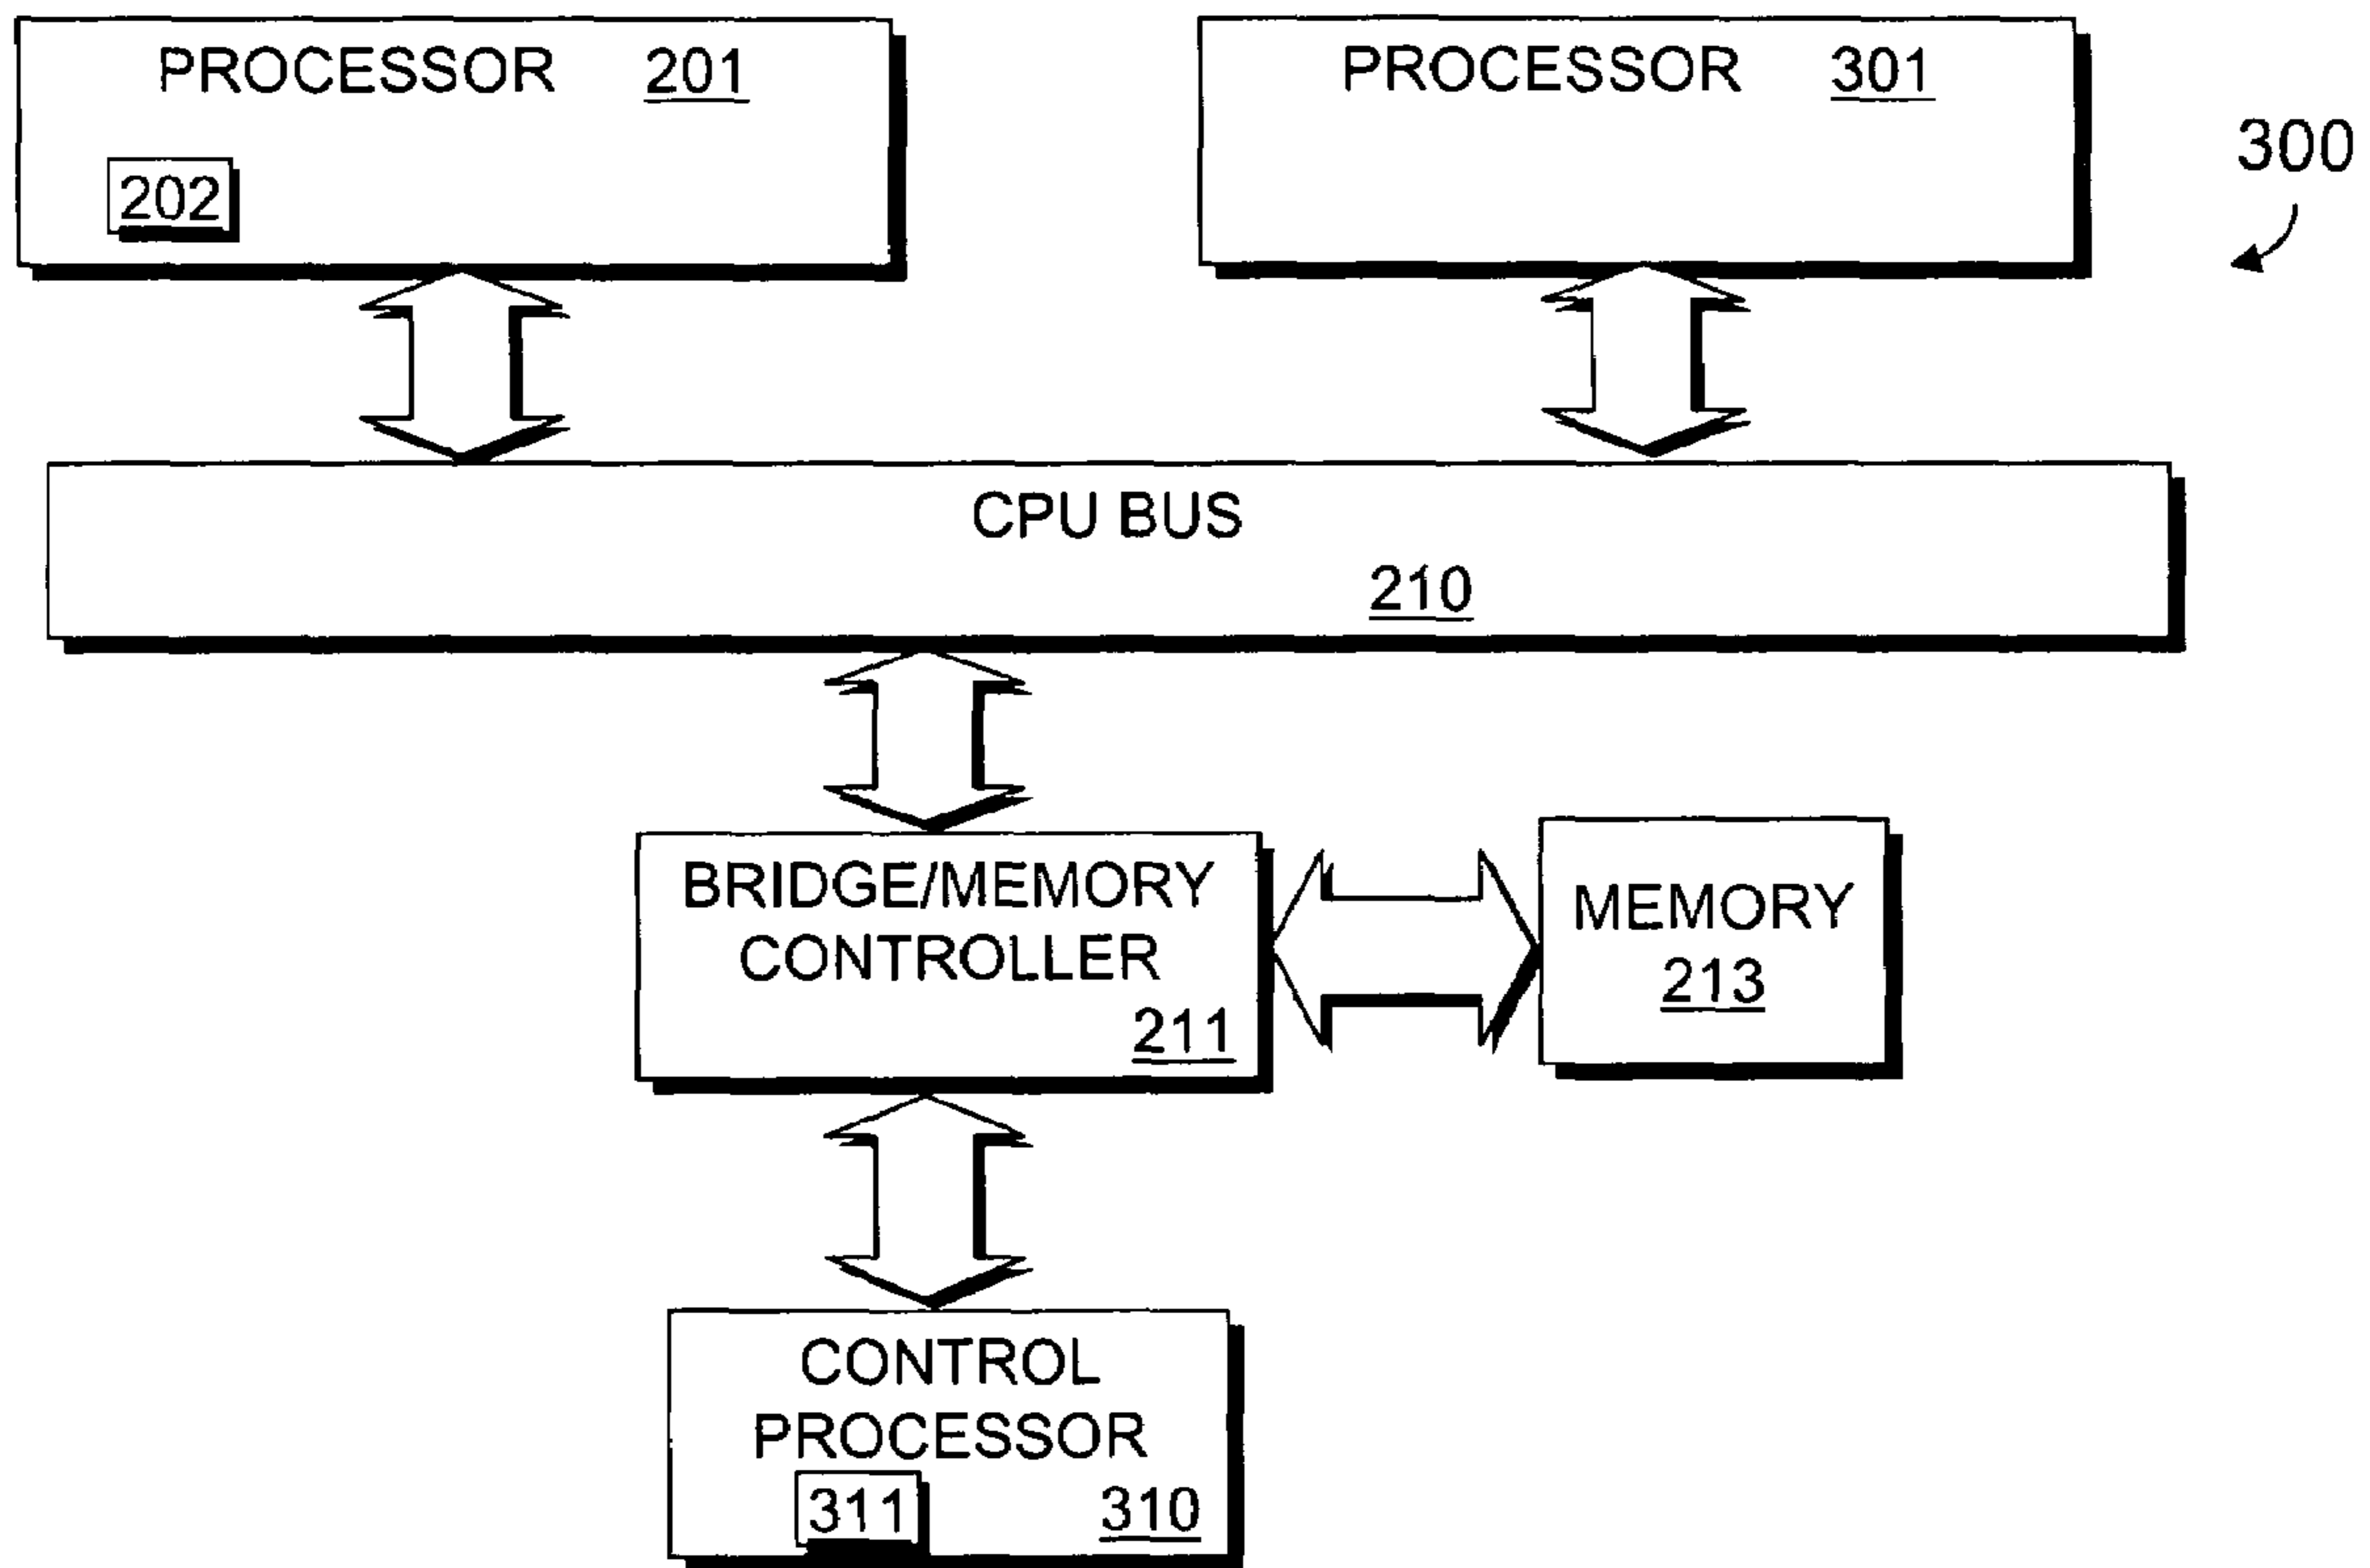 PROCESSOR 201
202
PROCESSOR 301
300
CPU BUS
210
BRIDGE/MEMORY
CONTROLLER
211
MEMORY
213
CONTROL
PROCESSOR
311
310